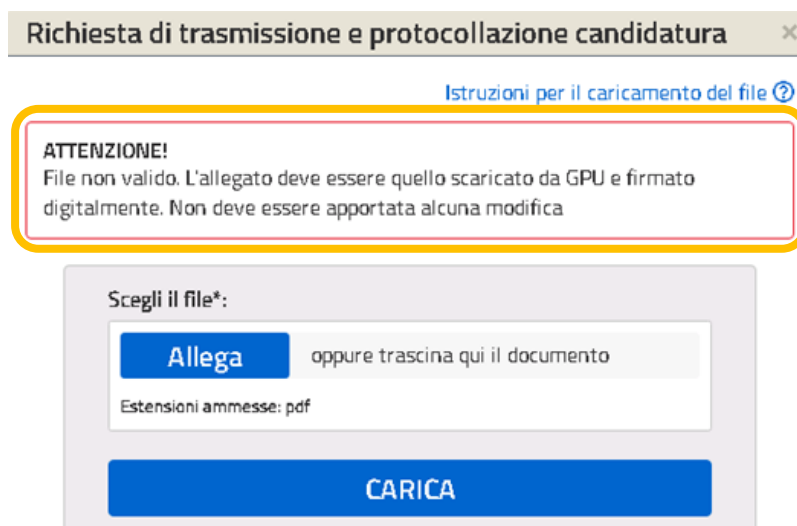 Richiesta di trasmissione e protocollazione candidatura ×
Istruzioni per il caricamento del file ?
ATTENZIONE!
File non valido. L'allegato deve essere quello scaricato da GPU e firmato
digitalmente. Non deve essere apportata alcuna modifica
Scegli il file*:
Allega oppure trascina qui il documento
Estensioni ammesse: pdf
CARICA